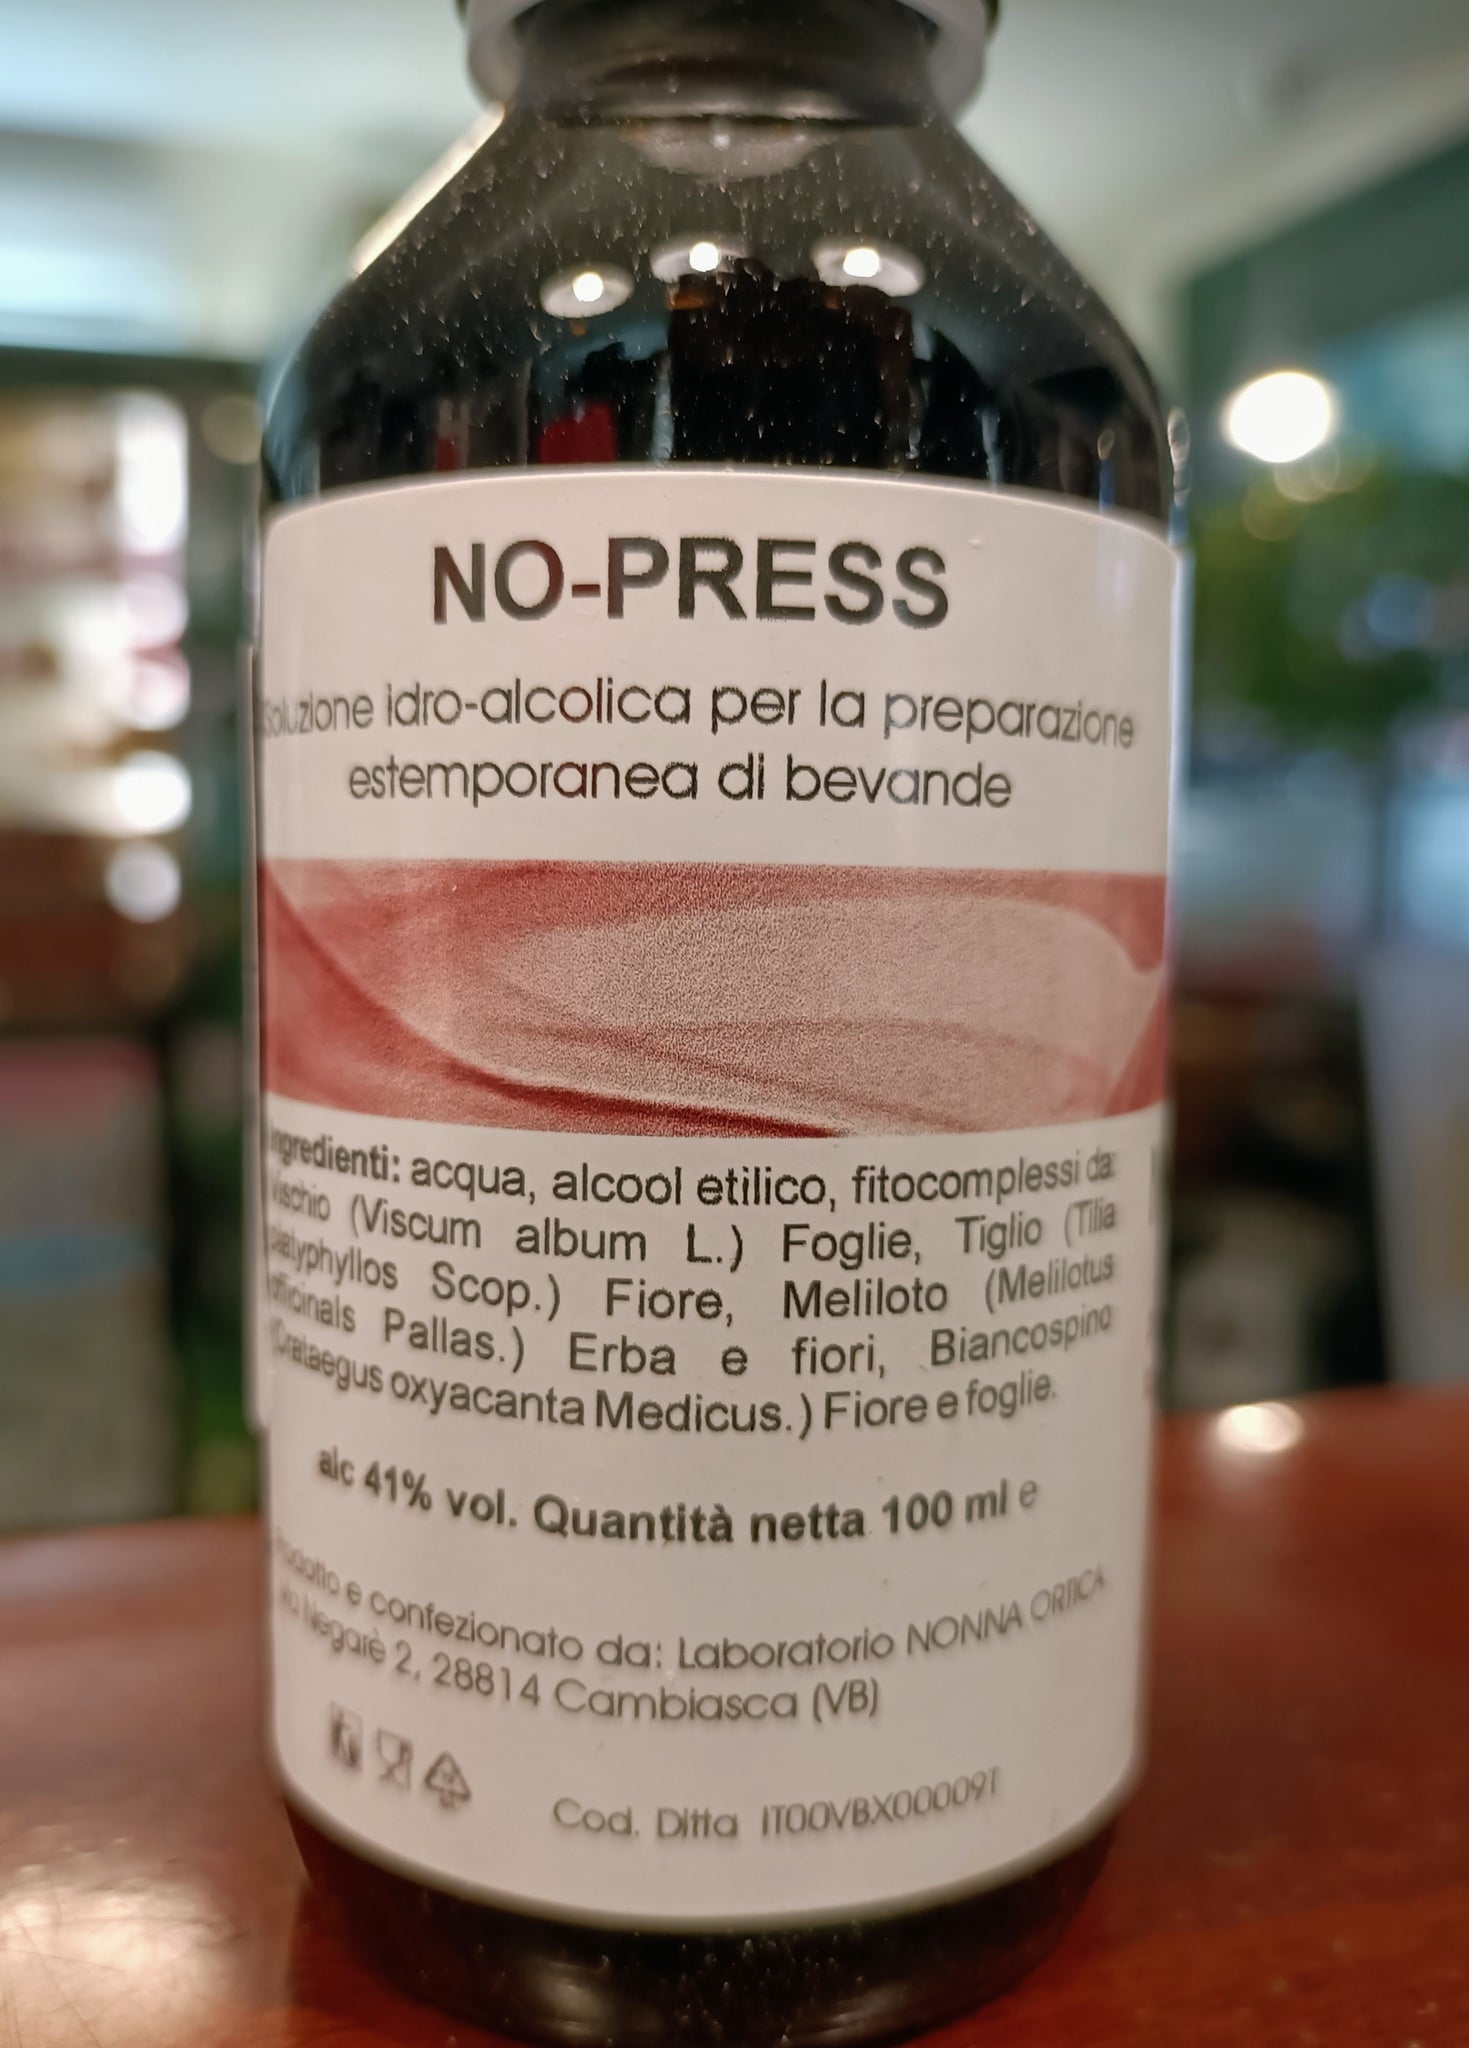 NO-PRESS
Soluzione idro-alcolica per la preparazione
estemporanea di bevande
Ingredienti: acqua, alcool etilico, fitocomplessi da:
Vischio (Viscum album L.) Foglie, Tiglio (Tilia
platyphyllos Scop.) Fiore, Meliloto (Melilotus
officinals Pallas.) Erba e fiori, Biancospino
(Crataegus oxyacanta Medicus.) Fiore e foglie.
alc 41% vol. Quantità netta 100 ml e
Prodotto e confezionato da: Laboratorio NONNA ORTICA
via Negarè 2, 28814 Cambiasca (VB)
Cod. Ditta IT00VBX00009T